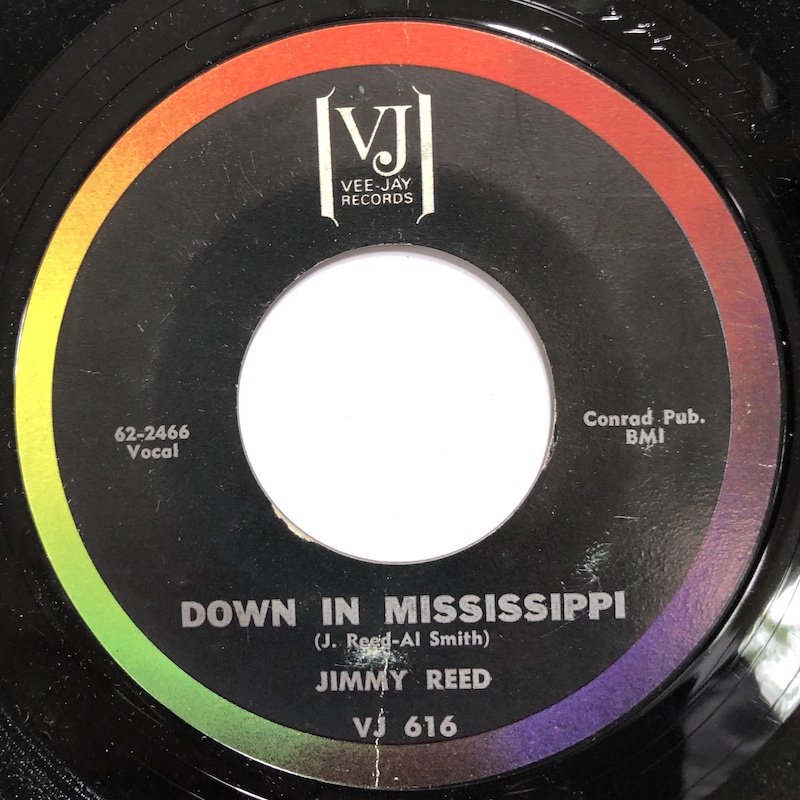 VJ
VEE-JAY
RECORDS
62-2466
Vocal
Conrad Pub.
BMI
DOWN IN MISSISSIPPI
(J. Reed-Al Smith)
JIMMY REED
VJ 616